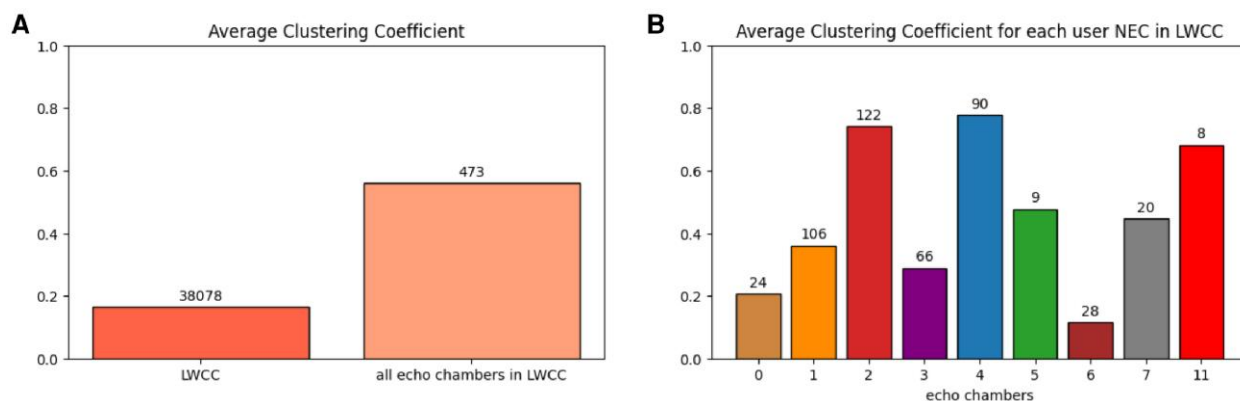 A
Average Clustering Coefficient
1.0
0.8
0.6
0.4
0.2
0.0
38078
473
LWCC
all echo chambers in LWCC
B
Average Clustering Coefficient for each user NEC in LWCC
1.0
0.8
0.6
0.4
0.2
0.0
24
106
122
66
90
9
28
20
8
0 1 2 3 4 5 6 7 11
echo chambers